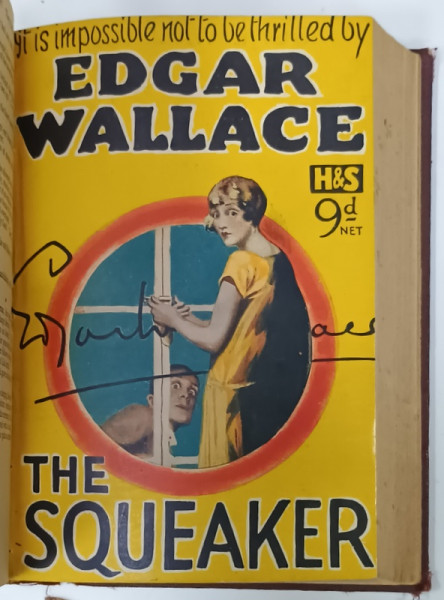 It is impossible not to be thrilled by
EDGAR
WALLACE
H&S
9d
NET
THE
SQUEAKER